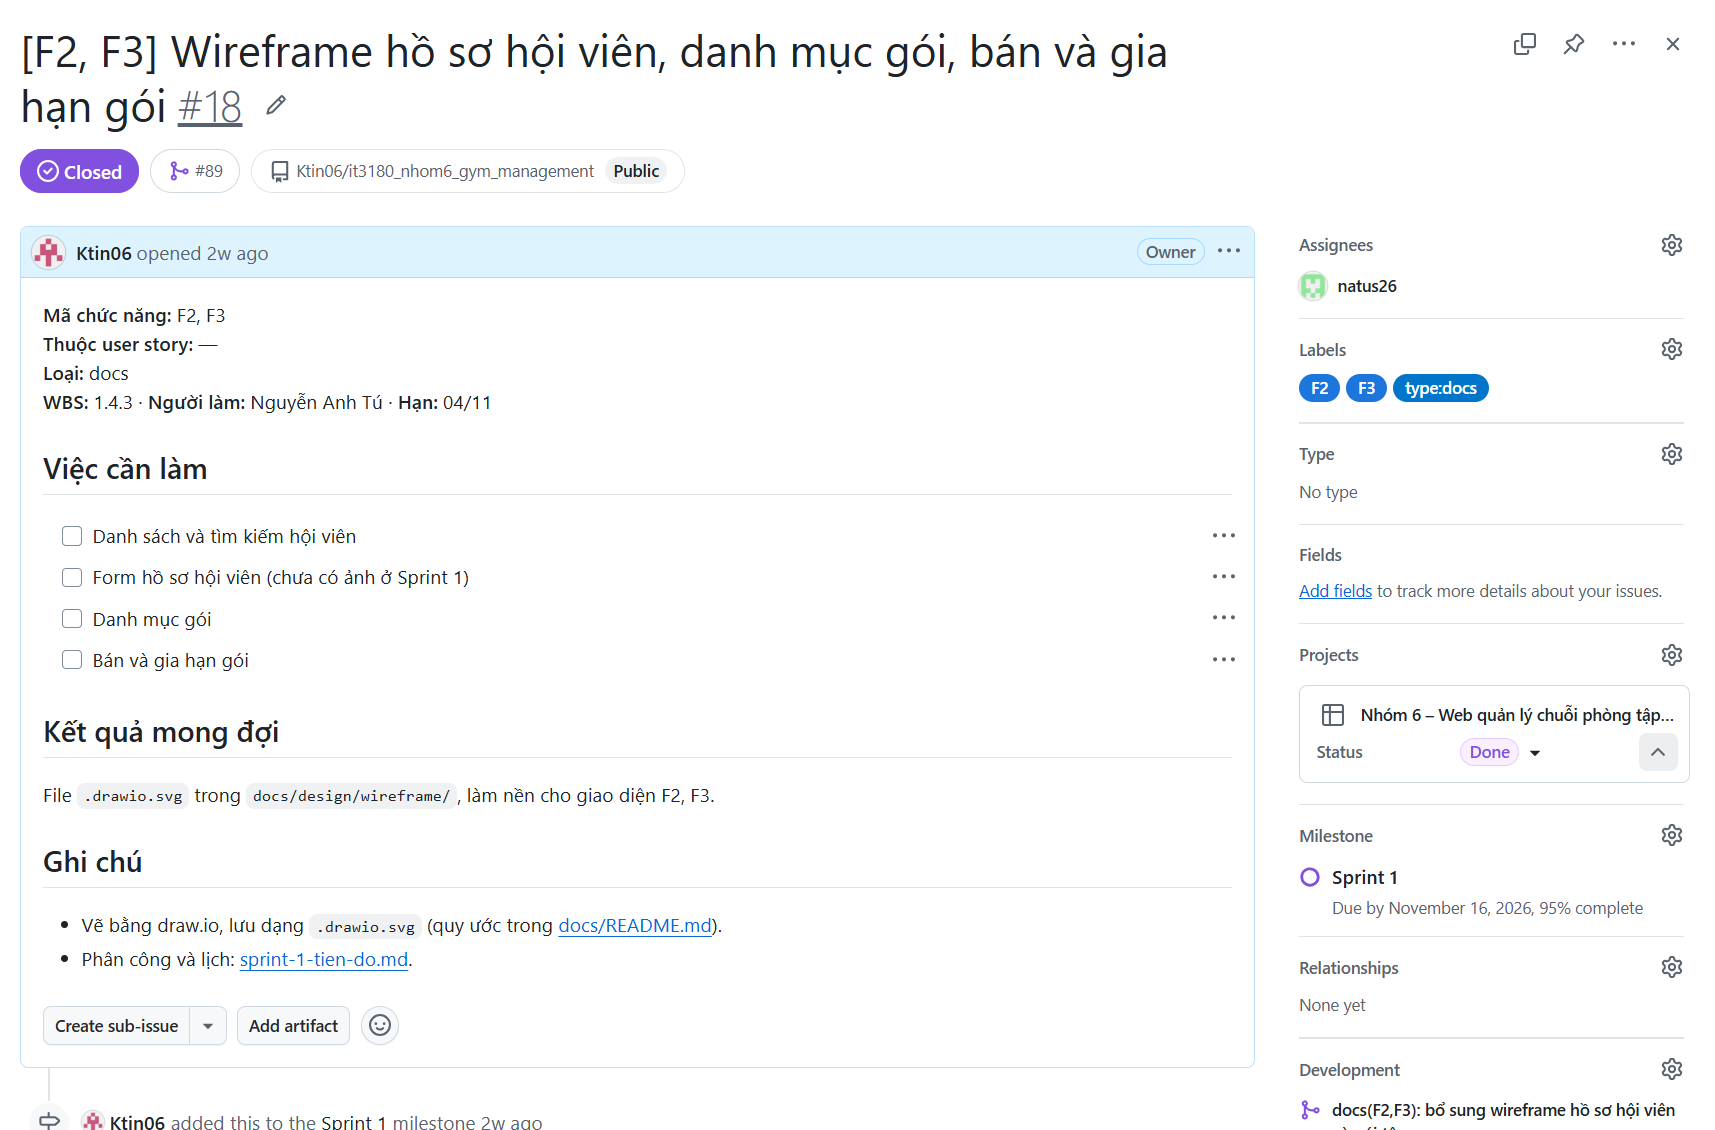 [F2, F3] Wireframe hồ sơ hội viên, danh mục gói, bán và gia
hạn gói #18
Closed
#89
Ktin06/it3180_nhom6_gym_management Public
Ktin06 opened 2w ago
Owner
Mã chức năng: F2, F3
Thuộc user story: —
Loại: docs
WBS: 1.4.3 · Người làm: Nguyễn Anh Tú · Hạn: 04/11
Việc cần làm
Danh sách và tìm kiếm hội viên
Form hồ sơ hội viên (chưa có ảnh ở Sprint 1)
Danh mục gói
Bán và gia hạn gói
Kết quả mong đợi
File .drawio.svg trong docs/design/wireframe/, làm nền cho giao diện F2, F3.
Ghi chú
Vẽ bằng draw.io, lưu dạng .drawio.svg (quy ước trong docs/README.md).
Phân công và lịch: sprint-1-tien-do.md.
Create sub-issue
Add artifact
Ktin06 added this to the Sprint 1 milestone 2w ago
Assignees
natus26
Labels
F2 F3 type:docs
Type
No type
Fields
Add fields to track more details about your issues.
Projects
Nhóm 6 – Web quản lý chuỗi phòng tập...
Status Done
Milestone
Sprint 1
Due by November 16, 2026, 95% complete
Relationships
None yet
Development
docs(F2,F3): bổ sung wireframe hồ sơ hội viên